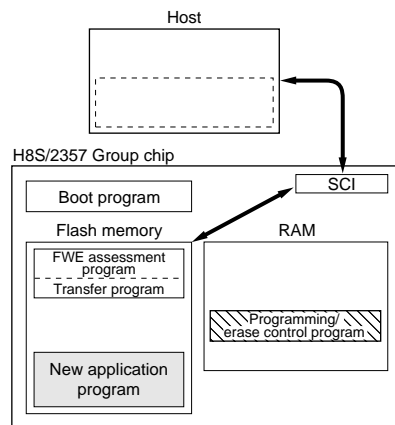 Host
H8S/2357 Group chip
SCI
Boot program
Flash memory
RAM
FWE assessment
program
Transfer program
Programming/
erase control program
New application
program